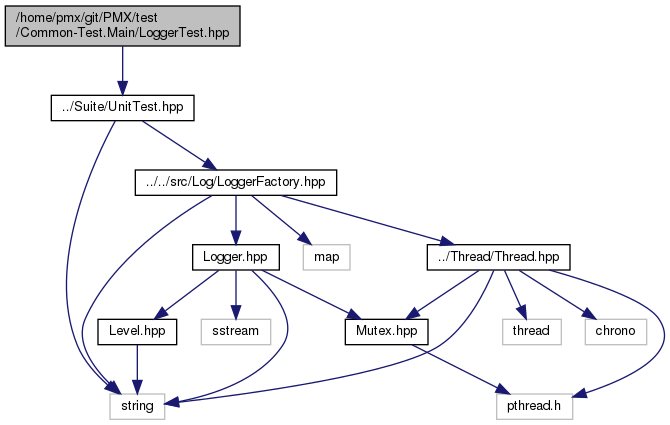 /home/pmx/git/PMX/test
/Common-Test.Main/LoggerTest.hpp
../Suite/UnitTest.hpp
../../src/Log/LoggerFactory.hpp
Logger.hpp
map
../Thread/Thread.hpp
Level.hpp
sstream
Mutex.hpp
thread
chrono
string
pthread.h